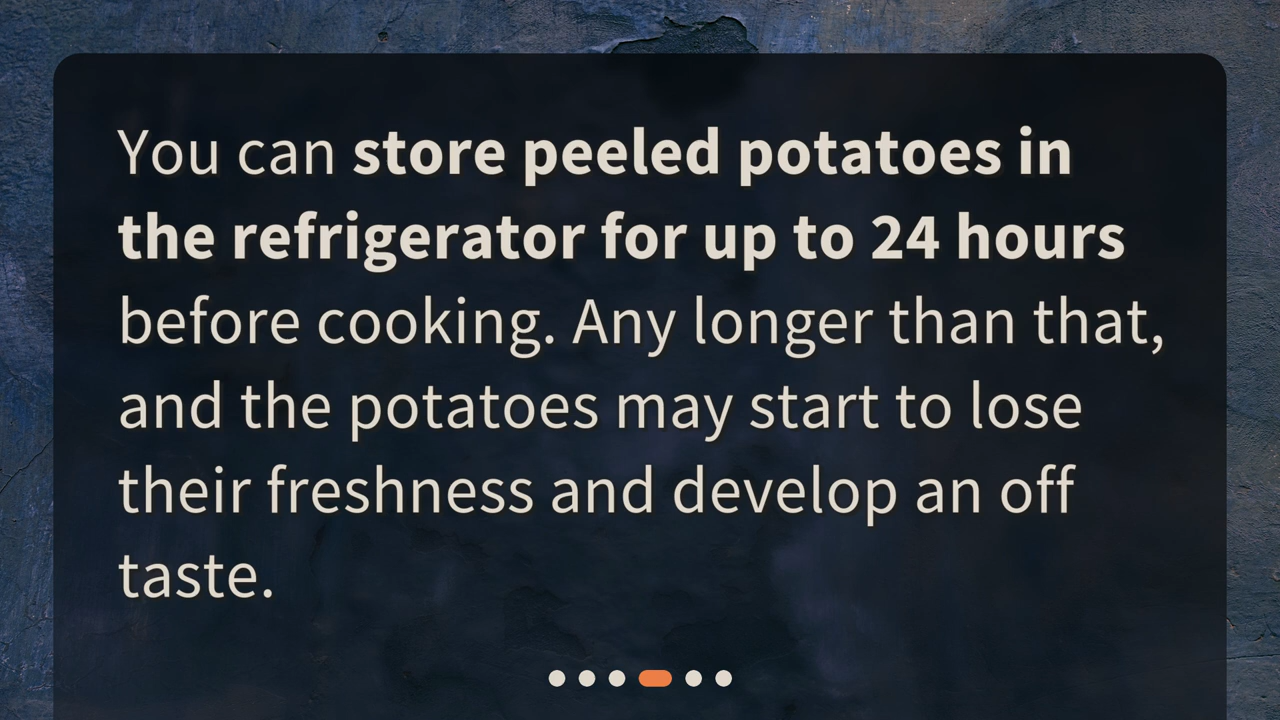 You can store peeled potatoes in
the refrigerator for up to 24 hours
before cooking. Any longer than that,
and the potatoes may start to lose
their freshness and develop an off
taste.